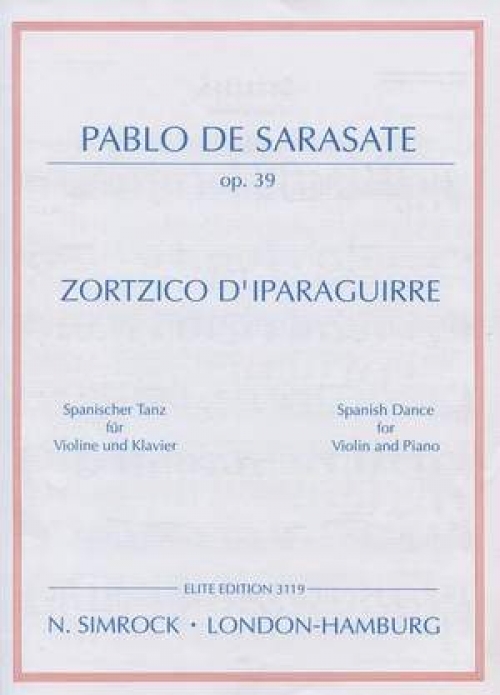 PABLO DE SARASATE
op. 39
ZORTZICO D'IPARAGUIRRE
Spanischer Tanz
für
Violine und Klavier
Spanish Dance
for
Violin and Piano
ELITE EDITION 3119
N. SIMROCK · LONDON-HAMBURG